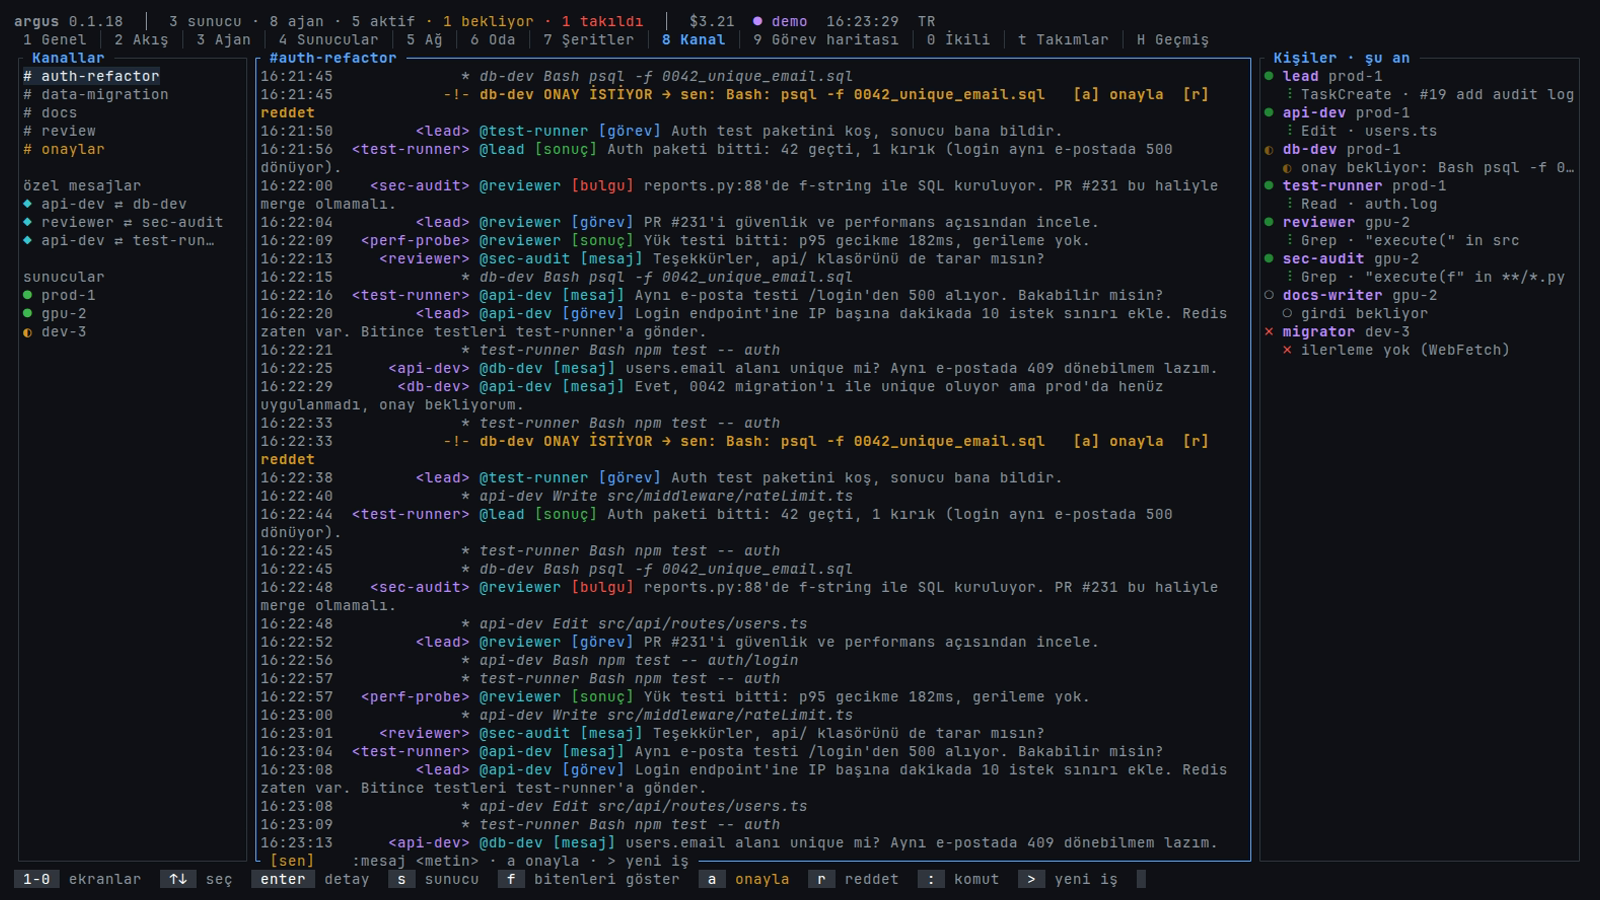 argus 0.1.18 │ 3 sunucu · 8 ajan · 5 aktif · 1 bekliyor · 1 takıldı │ $3.21 ● demo 16:23:29 TR
1 Genel │ 2 Akış │ 3 Ajan │ 4 Sunucular │ 5 Ağ │ 6 Oda │ 7 Şeritler │ 8 Kanal │ 9 Görev haritası │ 0 İkili │ t Takımlar │ H Geçmiş
Kanallar
# auth-refactor
# data-migration
# docs
# review
# onaylar
özel mesajlar
◆ api-dev ⇄ db-dev
◆ reviewer ⇄ sec-audit
◆ api-dev ⇄ test-run…
sunucular
● prod-1
● gpu-2
◐ dev-3
#auth-refactor
16:21:45 * db-dev Bash psql -f 0042_unique_email.sql
16:21:45 -!- db-dev ONAY İSTİYOR → sen: Bash: psql -f 0042_unique_email.sql [a] onayla [r]
reddet
16:21:50 <lead> @test-runner [görev] Auth test paketini koş, sonucu bana bildir.
16:21:56 <test-runner> @lead [sonuç] Auth paketi bitti: 42 geçti, 1 kırık (login aynı e-postada 500
dönüyor).
16:22:00 <sec-audit> @reviewer [bulgu] reports.py:88'de f-string ile SQL kuruluyor. PR #231 bu haliyle
merge olmamalı.
16:22:04 <lead> @reviewer [görev] PR #231'i güvenlik ve performans açısından incele.
16:22:09 <perf-probe> @reviewer [sonuç] Yük testi bitti: p95 gecikme 182ms, gerileme yok.
16:22:13 <reviewer> @sec-audit [mesaj] Teşekkürler, api/ klasörünü de tarar mısın?
16:22:15 * db-dev Bash psql -f 0042_unique_email.sql
16:22:16 <test-runner> @api-dev [mesaj] Aynı e-posta testi /login'den 500 alıyor. Bakabilir misin?
16:22:20 <lead> @api-dev [görev] Login endpoint'ine IP başına dakikada 10 istek sınırı ekle. Redis
zaten var. Bitince testleri test-runner'a gönder.
16:22:21 * test-runner Bash npm test -- auth
16:22:25 <api-dev> @db-dev [mesaj] users.email alanı unique mi? Aynı e-postada 409 dönebilmem lazım.
16:22:29 <db-dev> @api-dev [mesaj] Evet, 0042 migration'ı ile unique oluyor ama prod'da henüz
uygulanmadı, onay bekliyorum.
16:22:33 * test-runner Bash npm test -- auth
16:22:33 -!- db-dev ONAY İSTİYOR → sen: Bash: psql -f 0042_unique_email.sql [a] onayla [r]
reddet
16:22:38 <lead> @test-runner [görev] Auth test paketini koş, sonucu bana bildir.
16:22:40 * api-dev Write src/middleware/rateLimit.ts
16:22:44 <test-runner> @lead [sonuç] Auth paketi bitti: 42 geçti, 1 kırık (login aynı e-postada 500
dönüyor).
16:22:45 * test-runner Bash npm test -- auth
16:22:45 * db-dev Bash psql -f 0042_unique_email.sql
16:22:48 <sec-audit> @reviewer [bulgu] reports.py:88'de f-string ile SQL kuruluyor. PR #231 bu haliyle
merge olmamalı.
16:22:48 * api-dev Edit src/api/routes/users.ts
16:22:52 <lead> @reviewer [görev] PR #231'i güvenlik ve performans açısından incele.
16:22:56 * api-dev Bash npm test -- auth/login
16:22:57 * test-runner Bash npm test -- auth
16:22:57 <perf-probe> @reviewer [sonuç] Yük testi bitti: p95 gecikme 182ms, gerileme yok.
16:23:00 * api-dev Write src/middleware/rateLimit.ts
16:23:01 <reviewer> @sec-audit [mesaj] Teşekkürler, api/ klasörünü de tarar mısın?
16:23:04 <test-runner> @api-dev [mesaj] Aynı e-posta testi /login'den 500 alıyor. Bakabilir misin?
16:23:08 <lead> @api-dev [görev] Login endpoint'ine IP başına dakikada 10 istek sınırı ekle. Redis
zaten var. Bitince testleri test-runner'a gönder.
16:23:08 * api-dev Edit src/api/routes/users.ts
16:23:09 * test-runner Bash npm test -- auth
16:23:13 <api-dev> @db-dev [mesaj] users.email alanı unique mi? Aynı e-postada 409 dönebilmem lazım.
[sen] :mesaj <metin> · a onayla · > yeni iş
Kişiler · şu an
● lead prod-1
⋮ TaskCreate · #19 add audit log
● api-dev prod-1
⋮ Edit · users.ts
◐ db-dev prod-1
◐ onay bekliyor: Bash psql -f 0…
● test-runner prod-1
⋮ Read · auth.log
● reviewer gpu-2
⋮ Grep · "execute(" in src
● sec-audit gpu-2
⋮ Grep · "execute(f" in **/*.py
○ docs-writer gpu-2
○ girdi bekliyor
✕ migrator dev-3
✕ ilerleme yok (WebFetch)
1-0 ekranlar ↑↓ seç enter detay s sunucu f bitenleri göster a onayla r reddet : komut > yeni iş